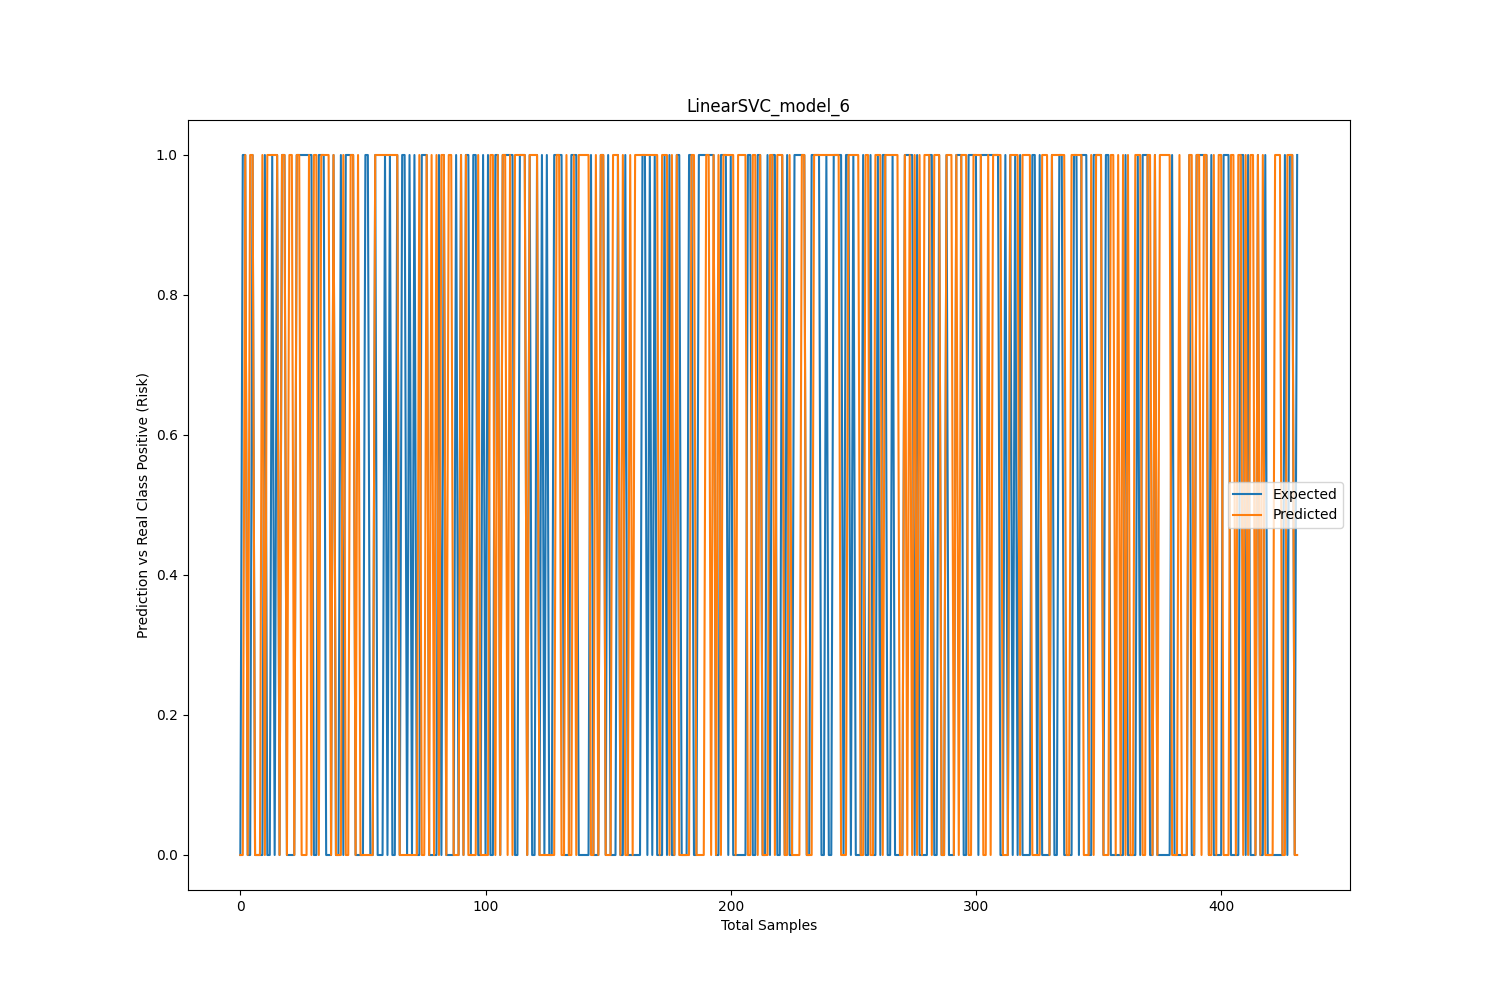 LinearSVC_model_6
1.0
0.8
0.6
0.4
0.2
0.0
Prediction vs Real Class Positive (Risk)
Expected
Predicted
0 100 200 300 400
Total Samples